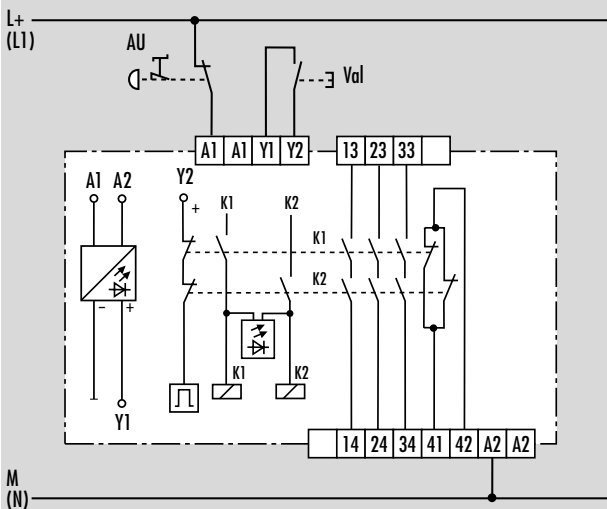 L+
(L1)
AU
Val
A1 A1 Y1 Y2 13 23 33
A1 A2 Y2
+
K1 K2
K1
K2
- +
K1 K2
Y1
14 24 34 41 42 A2 A2
M
(N)